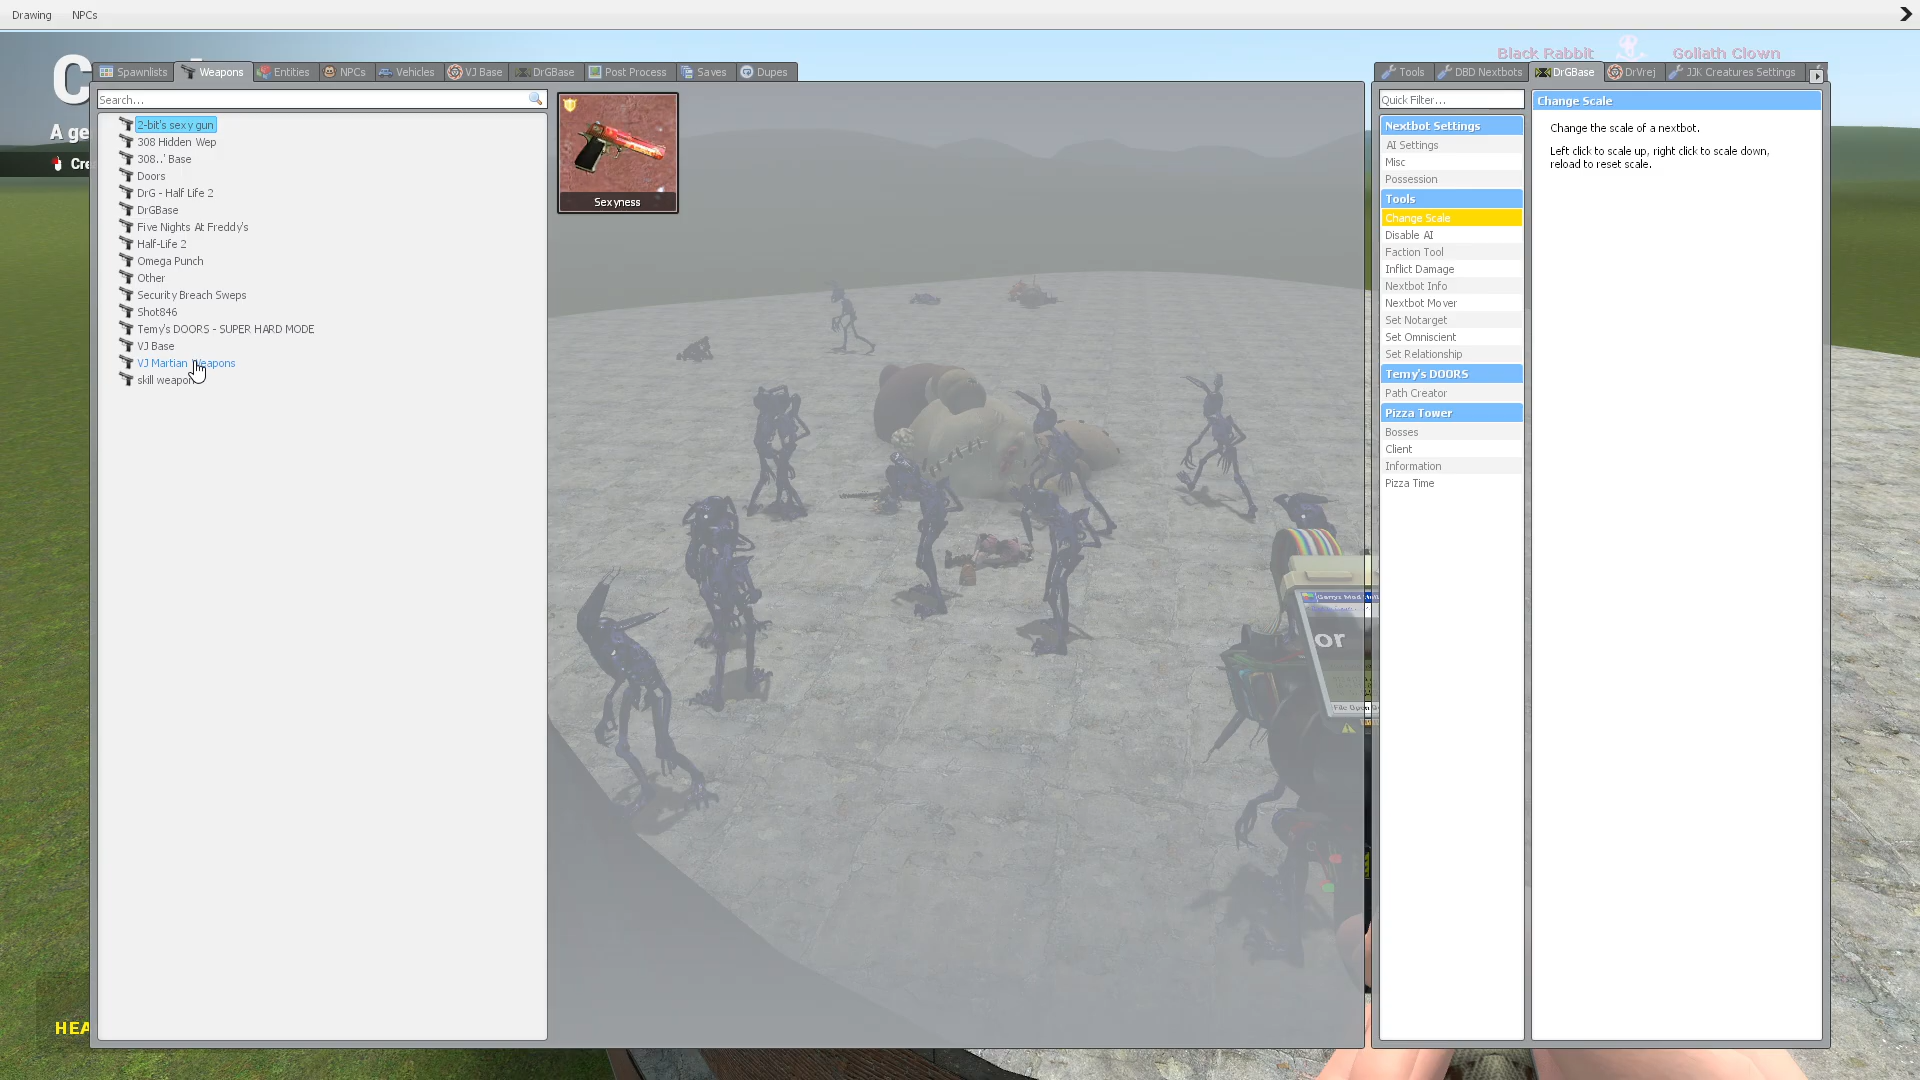 Drawing NPCs
C
A ge
Cre
Black Rabbit Goliath Clown
Spawnlists Weapons Entities NPCs Vehicles VJ Base DrGBase Post Process Saves Dupes
Search...
2-bit's sexy gun
308 Hidden Wep
308..' Base
Doors
DrG - Half Life 2
DrGBase
Five Nights At Freddy's
Half-Life 2
Omega Punch
Other
Security Breach Sweps
Shot846
Temy's DOORS - SUPER HARD MODE
VJ Base
VJ Martian Weapons
skill weapon
Sexyness
Tools DBD Nextbots DrGBase DrVrej JJK Creatures Settings
Quick Filter...
Nextbot Settings
AI Settings
Misc
Possession
Tools
Change Scale
Disable AI
Faction Tool
Inflict Damage
Nextbot Info
Nextbot Mover
Set Notarget
Set Omniscient
Set Relationship
Temy's DOORS
Path Creator
Pizza Tower
Bosses
Client
Information
Pizza Time
Change Scale
Change the scale of a nextbot.
Left click to scale up, right click to scale down,
reload to reset scale.
or
HEA